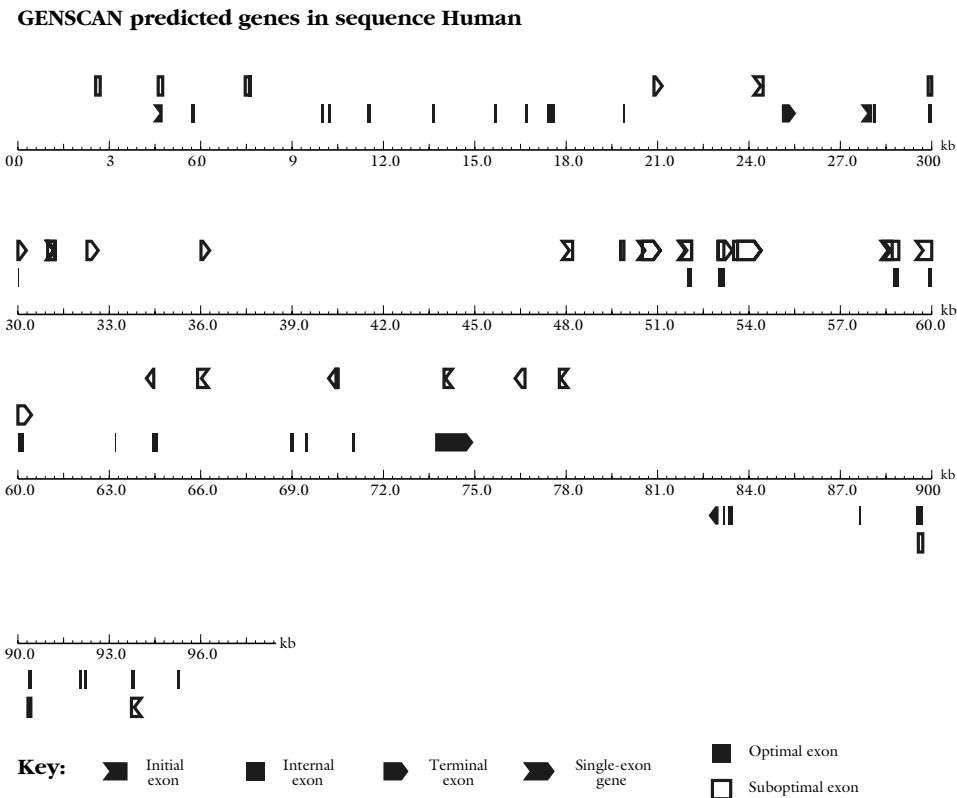 GENSCAN predicted genes in sequence Human
kb
0.0 3 6.0 9 12.0 15.0 18.0 21.0 24.0 27.0 300
kb
30.0 33.0 36.0 39.0 42.0 45.0 48.0 51.0 54.0 57.0 60.0
kb
60.0 63.0 66.0 69.0 72.0 75.0 78.0 81.0 84.0 87.0 900
kb
90.0 93.0 96.0
Key:
Initial
exon
Internal
exon
Terminal
exon
Single-exon
gene
Optimal exon
Suboptimal exon